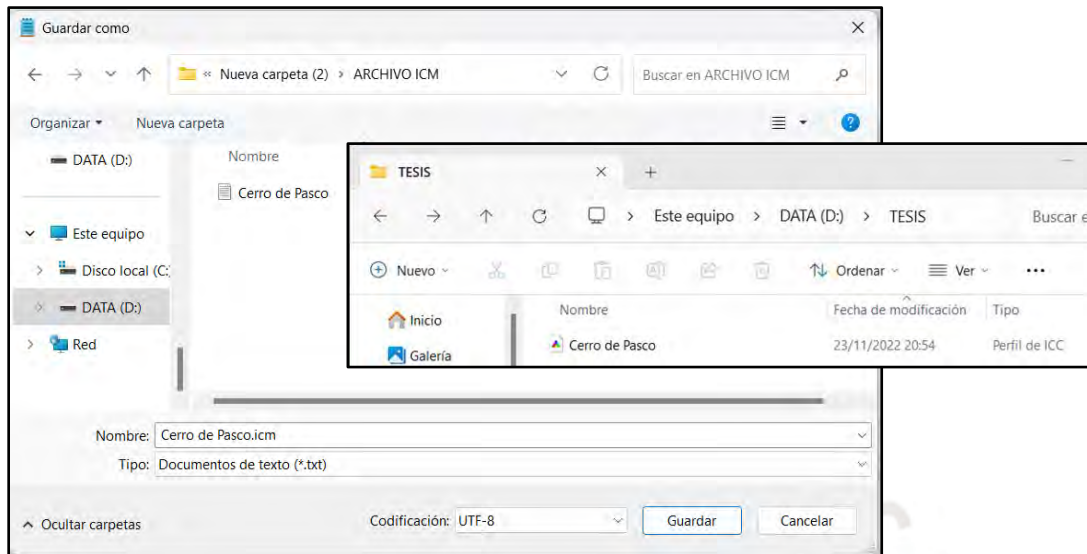 Guardar como
« Nueva carpeta (2) > ARCHIVO ICM
Buscar en ARCHIVO ICM
Organizar
Nueva carpeta
DATA (D:)
Este equipo
Disco local (C:
DATA (D:)
Red
Nombre
Cerro de Pasco
TESIS
Este equipo > DATA (D:) > TESIS
Buscar e
Nuevo
Ordenar
Ver
Inicio
Galería
Nombre
Fecha de modificación
Tipo
Cerro de Pasco
23/11/2022 20:54
Perfil de ICC
Nombre: Cerro de Pasco.icm
Tipo: Documentos de texto (*.txt)
Ocultar carpetas
Codificación: UTF-8
Guardar
Cancelar